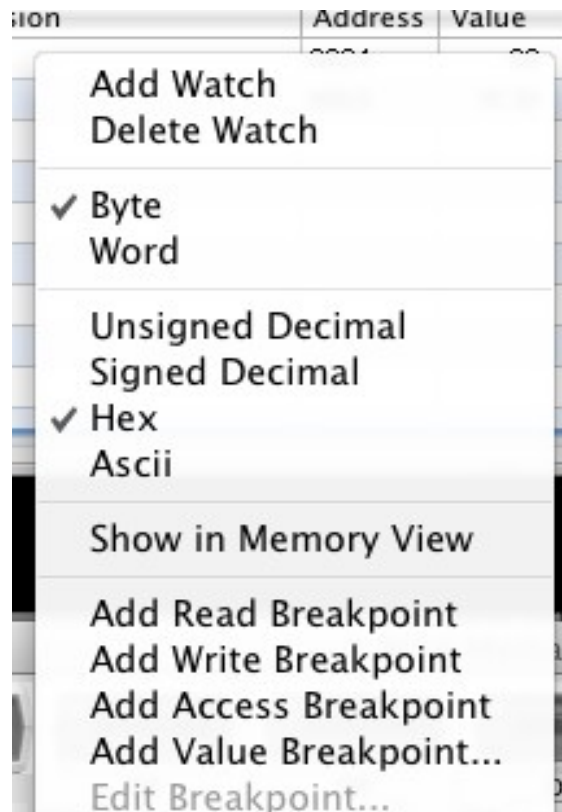 sion Address Value
Add Watch
Delete Watch
✓ Byte
Word
Unsigned Decimal
Signed Decimal
✓ Hex
Ascii
Show in Memory View
Add Read Breakpoint
Add Write Breakpoint
Add Access Breakpoint
Add Value Breakpoint...
Edit Breakpoint...